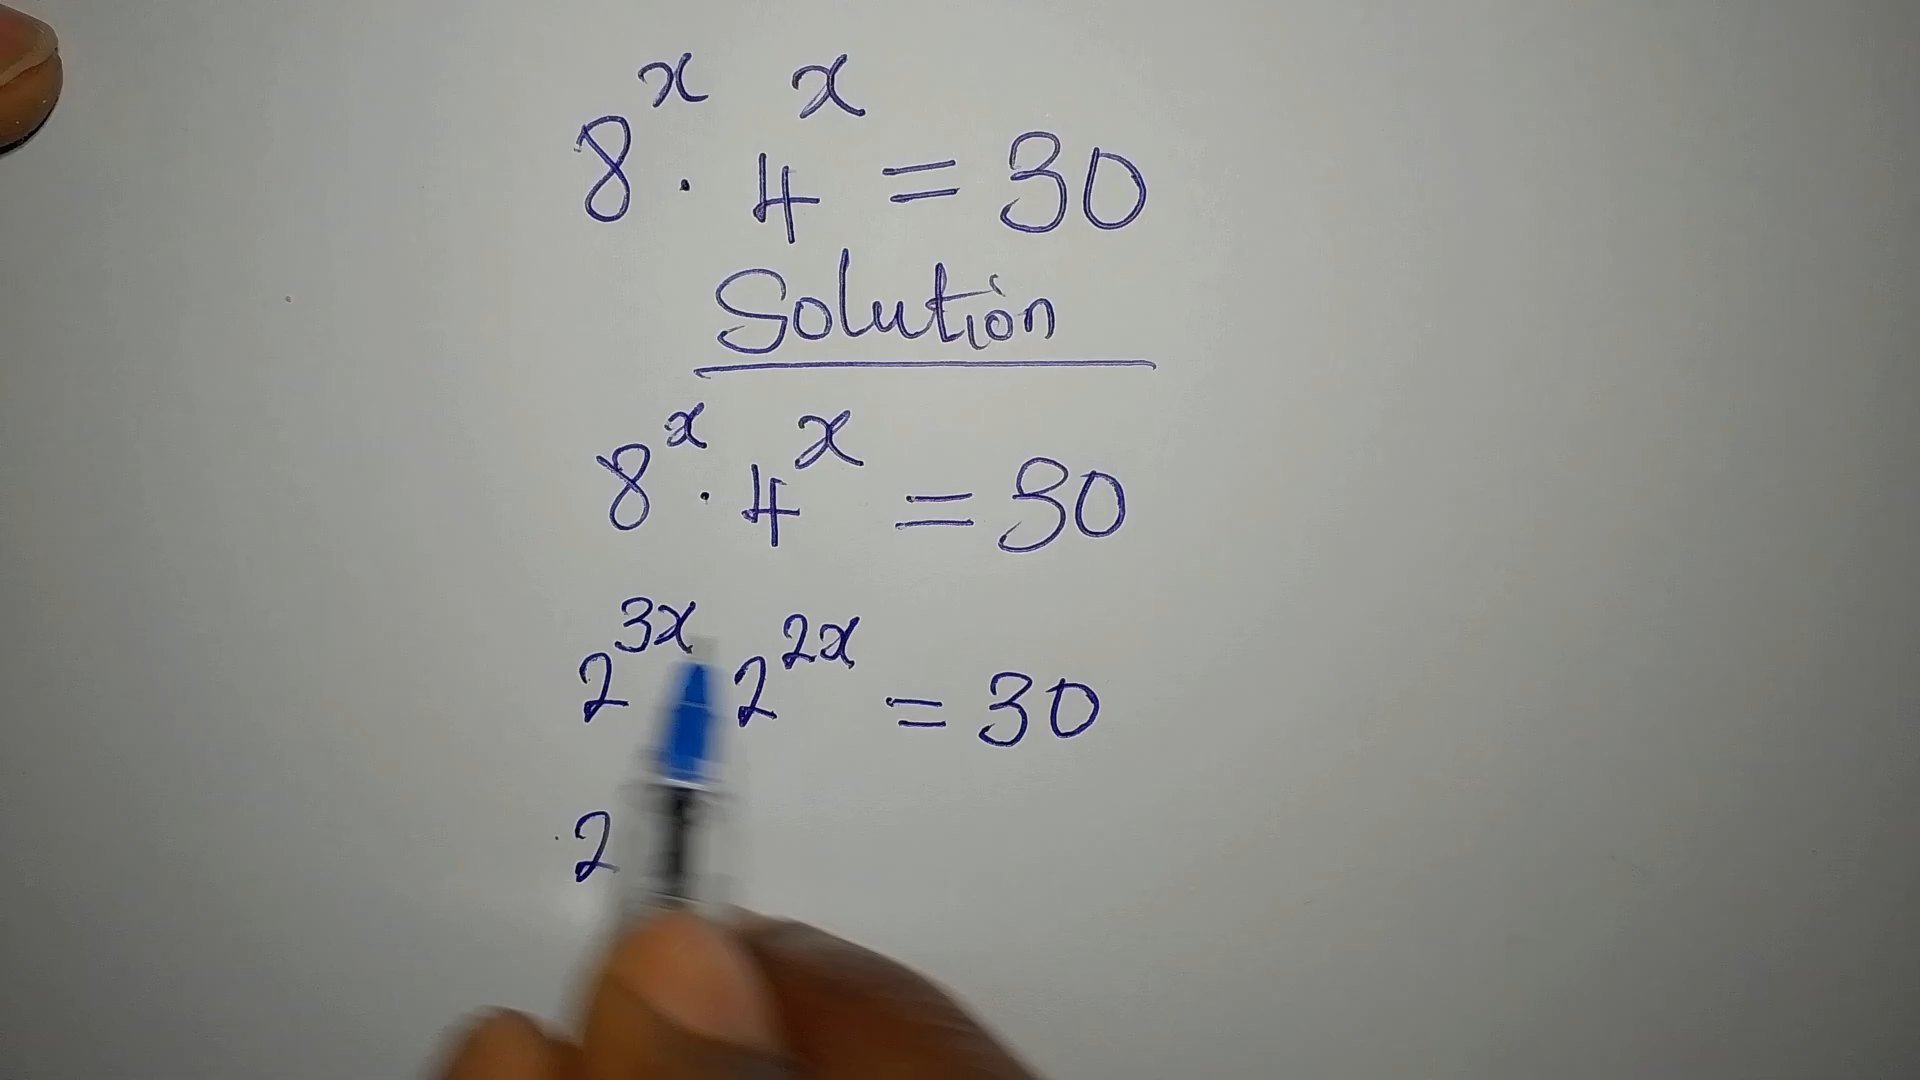 8^x · 4^x = 30
Solution
8^x · 4^x = 30
2^3x 2^2x = 30
2